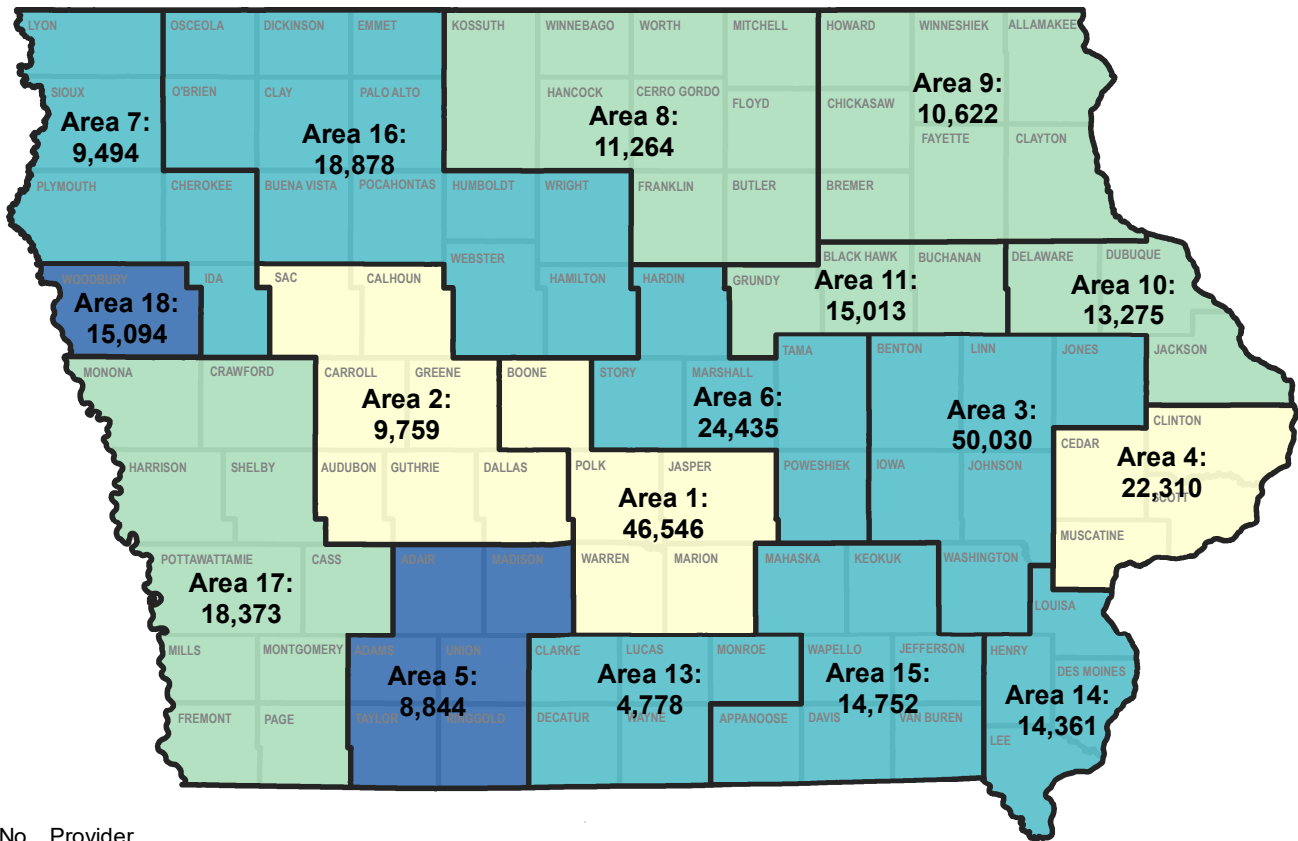 LYON OSCEOLA DICKINSON EMMET KOSSUTH WINNEBAGO WORTH MITCHELL HOWARD WINNESHIEK ALLAMAKEE
SIOUX O'BRIEN CLAY PALO ALTO HANCOCK CERRO GORDO FLOYD CHICKASAW
Area 7:
9,494
Area 16:
18,878
Area 8:
11,264
Area 9:
10,622
FAYETTE CLAYTON
PLYMOUTH CHEROKEE BUENA VISTA POCAHONTAS HUMBOLDT WRIGHT FRANKLIN BUTLER BREMER
WEBSTER BLACK HAWK BUCHANAN DELAWARE DUBUQUE
WOODBURY IDA SAC CALHOUN HAMILTON HARDIN GRUNDY
Area 18:
15,094
Area 11:
15,013
Area 10:
13,275
TAMA BENTON LINN JONES JACKSON
MONONA CRAWFORD CARROLL GREENE BOONE STORY MARSHALL
Area 2:
9,759
Area 6:
24,435
Area 3:
50,030
CLINTON
CEDAR
Area 4:
22,310
SCOTT
HARRISON SHELBY AUDUBON GUTHRIE DALLAS POLK JASPER POWESHIEK IOWA JOHNSON
Area 1:
46,546
MUSCATINE
POTTAWATTAMIE CASS ADAIR MADISON WARREN MARION MAHASKA KEOKUK WASHINGTON
Area 17:
18,373
LOUISA
MILLS MONTGOMERY ADAMS UNION CLARKE LUCAS MONROE WAPELLO JEFFERSON HENRY
DES MOINES
Area 5:
8,844
Area 13:
4,778
Area 15:
14,752
Area 14:
14,361
FREMONT PAGE TAYLOR RINGGOLD DECATUR WAYNE APPANOOSE DAVIS VAN BUREN
LEE
No Provider